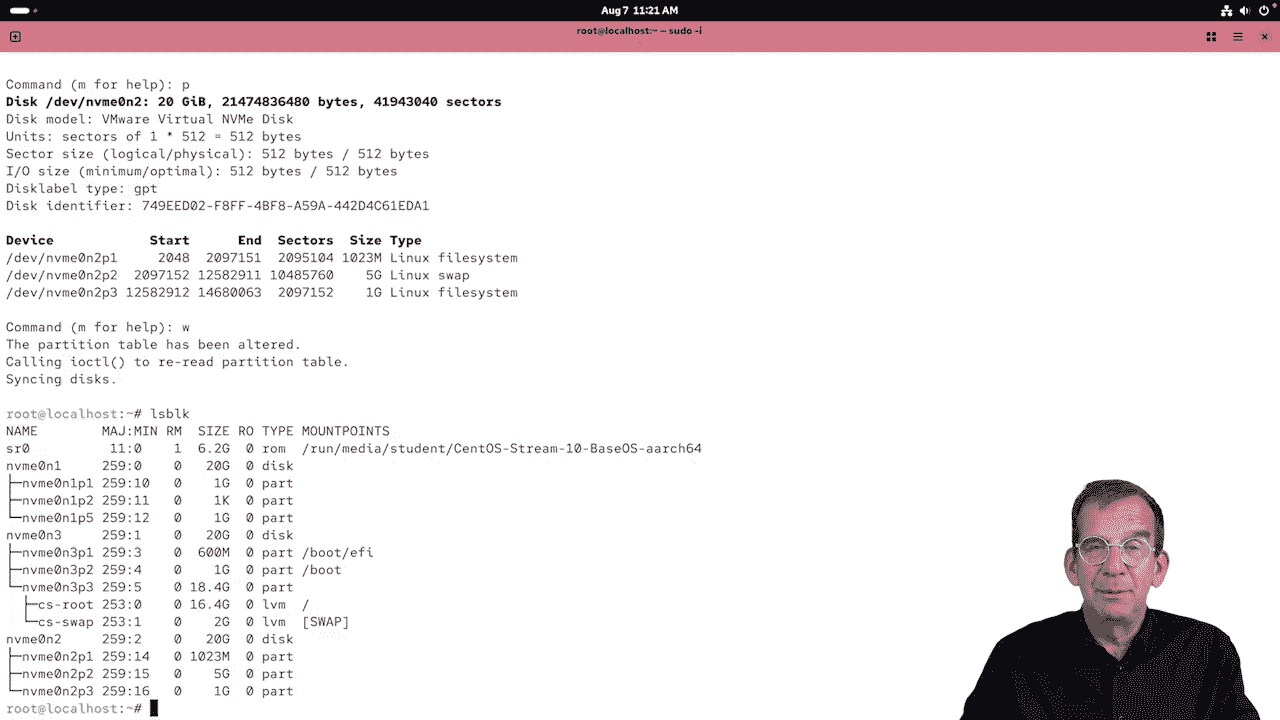 Aug 7 11:21 AM
root@localhost:~ – sudo -i
Command (m for help): p
Disk /dev/nvme0n2: 20 GiB, 21474836480 bytes, 41943040 sectors
Disk model: VMware Virtual NVMe Disk
Units: sectors of 1 * 512 = 512 bytes
Sector size (logical/physical): 512 bytes / 512 bytes
I/O size (minimum/optimal): 512 bytes / 512 bytes
Disklabel type: gpt
Disk identifier: 749EED02-F8FF-4BF8-A59A-442D4C61EDA1
Device Start End Sectors Size Type
/dev/nvme0n2p1 2048 2097151 2095104 1023M Linux filesystem
/dev/nvme0n2p2 2097152 12582911 10485760 5G Linux swap
/dev/nvme0n2p3 12582912 14680063 2097152 1G Linux filesystem
Command (m for help): w
The partition table has been altered.
Calling ioctl() to re-read partition table.
Syncing disks.
root@localhost:~# lsblk
NAME MAJ:MIN RM SIZE RO TYPE MOUNTPOINTS
sr0 11:0 1 6.2G 0 rom /run/media/student/CentOS-Stream-10-BaseOS-aarch64
nvme0n1 259:0 0 20G 0 disk
├─nvme0n1p1 259:10 0 1G 0 part
├─nvme0n1p2 259:11 0 1K 0 part
└─nvme0n1p5 259:12 0 1G 0 part
nvme0n3 259:1 0 20G 0 disk
├─nvme0n3p1 259:3 0 600M 0 part /boot/efi
├─nvme0n3p2 259:4 0 1G 0 part /boot
└─nvme0n3p3 259:5 0 18.4G 0 part
├─cs-root 253:0 0 16.4G 0 lvm /
└─cs-swap 253:1 0 2G 0 lvm [SWAP]
nvme0n2 259:2 0 20G 0 disk
├─nvme0n2p1 259:14 0 1023M 0 part
├─nvme0n2p2 259:15 0 5G 0 part
└─nvme0n2p3 259:16 0 1G 0 part
root@localhost:~#